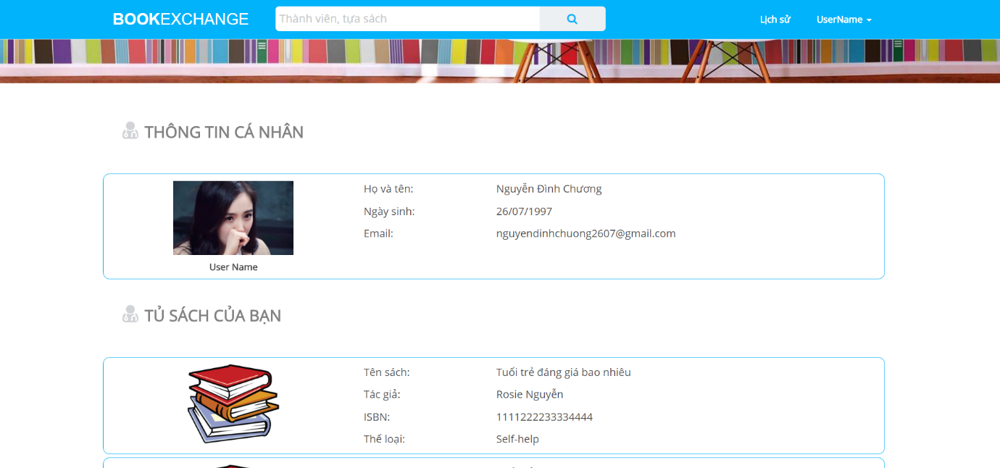 BOOKEXCHANGE Thành viên, tựa sách Lịch sử UserName
THÔNG TIN CÁ NHÂN
Họ và tên: Nguyễn Đình Chương
Ngày sinh: 26/07/1997
Email: nguyendinhchuong2607@gmail.com
User Name
TỦ SÁCH CỦA BẠN
Tên sách: Tuổi trẻ đáng giá bao nhiêu
Tác giả: Rosie Nguyễn
ISBN: 1111222233334444
Thể loại: Self-help